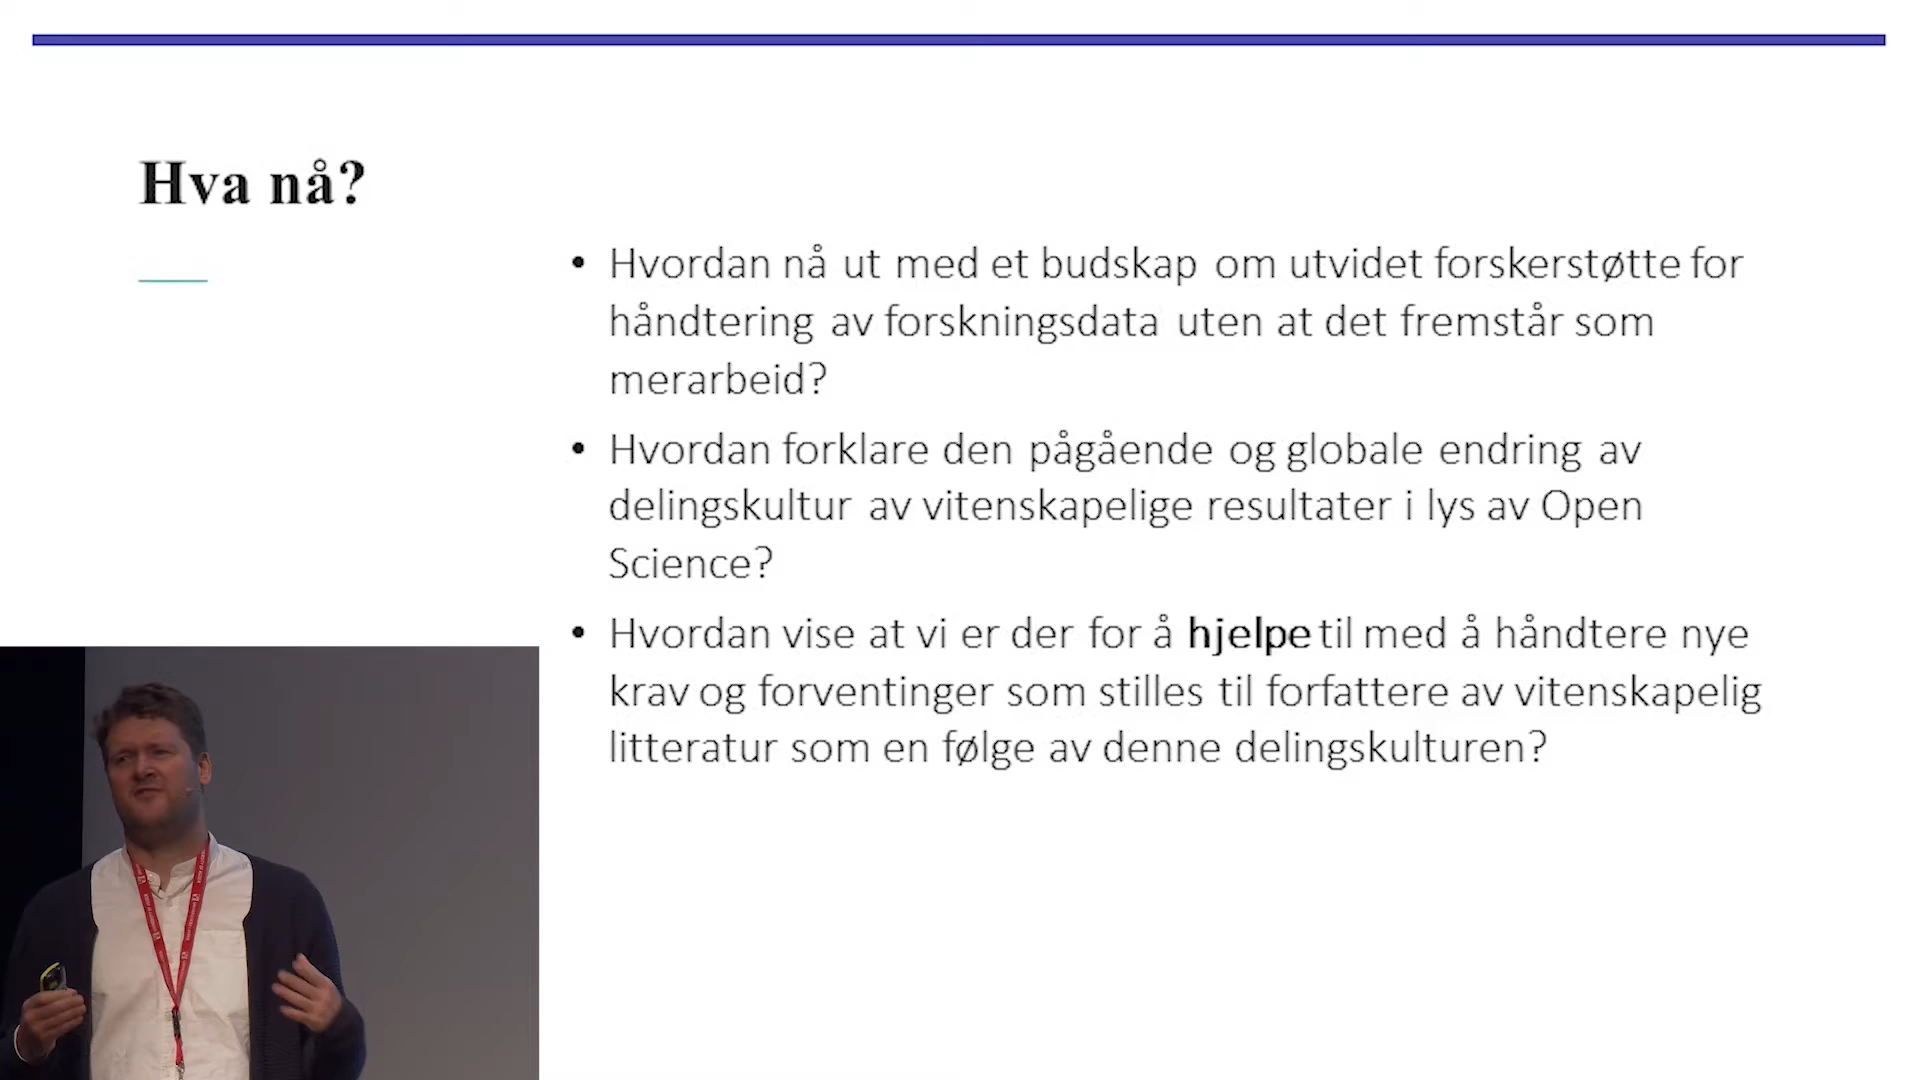 Hva nå?
• Hvordan nå ut med et budskap om utvidet forskerstøtte for
håndtering av forskningsdata uten at det fremstår som
merarbeid?
• Hvordan forklare den pågående og globale endring av
delingskultur av vitenskapelige resultater i lys av Open
Science?
• Hvordan vise at vi er der for å hjelpe til med å håndtere nye
krav og forventinger som stilles til forfattere av vitenskapelig
litteratur som en følge av denne delingskulturen?